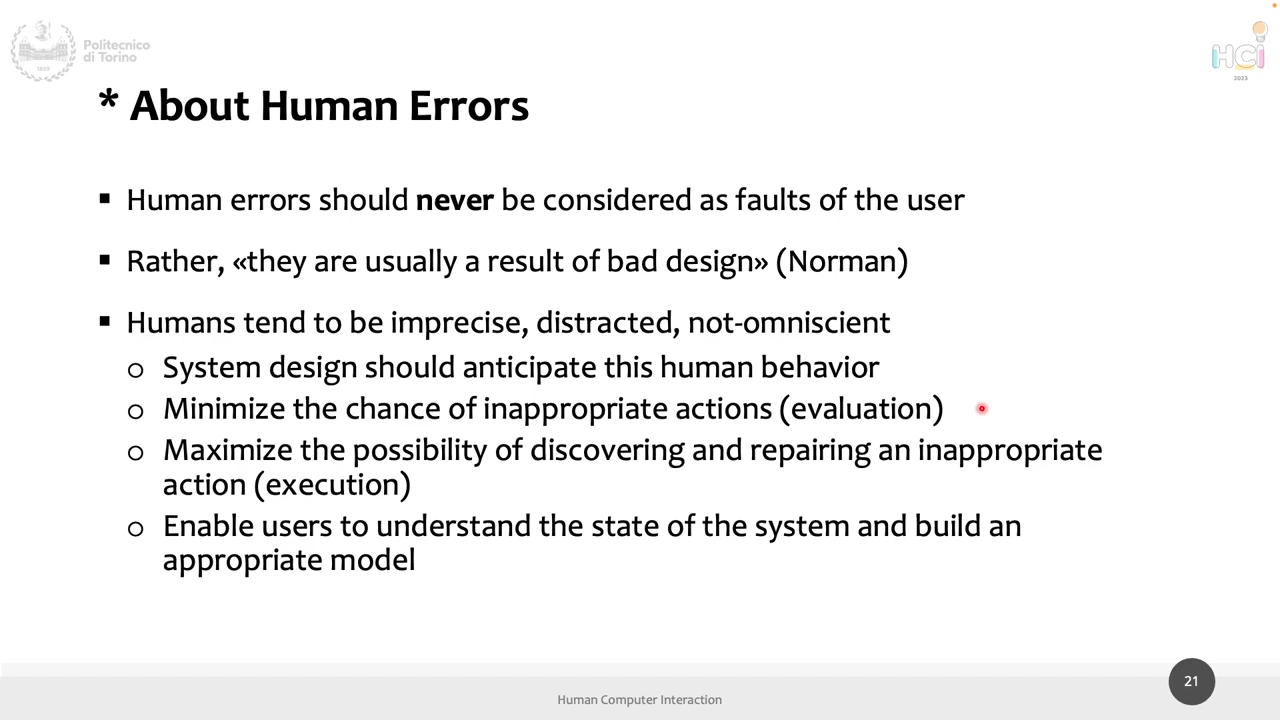 Politecnico
di Torino
1859
HCI
2023
* About Human Errors
▪ Human errors should never be considered as faults of the user
▪ Rather, «they are usually a result of bad design» (Norman)
▪ Humans tend to be imprecise, distracted, not-omniscient
o System design should anticipate this human behavior
o Minimize the chance of inappropriate actions (evaluation)
o Maximize the possibility of discovering and repairing an inappropriate
action (execution)
o Enable users to understand the state of the system and build an
appropriate model
Human Computer Interaction
21